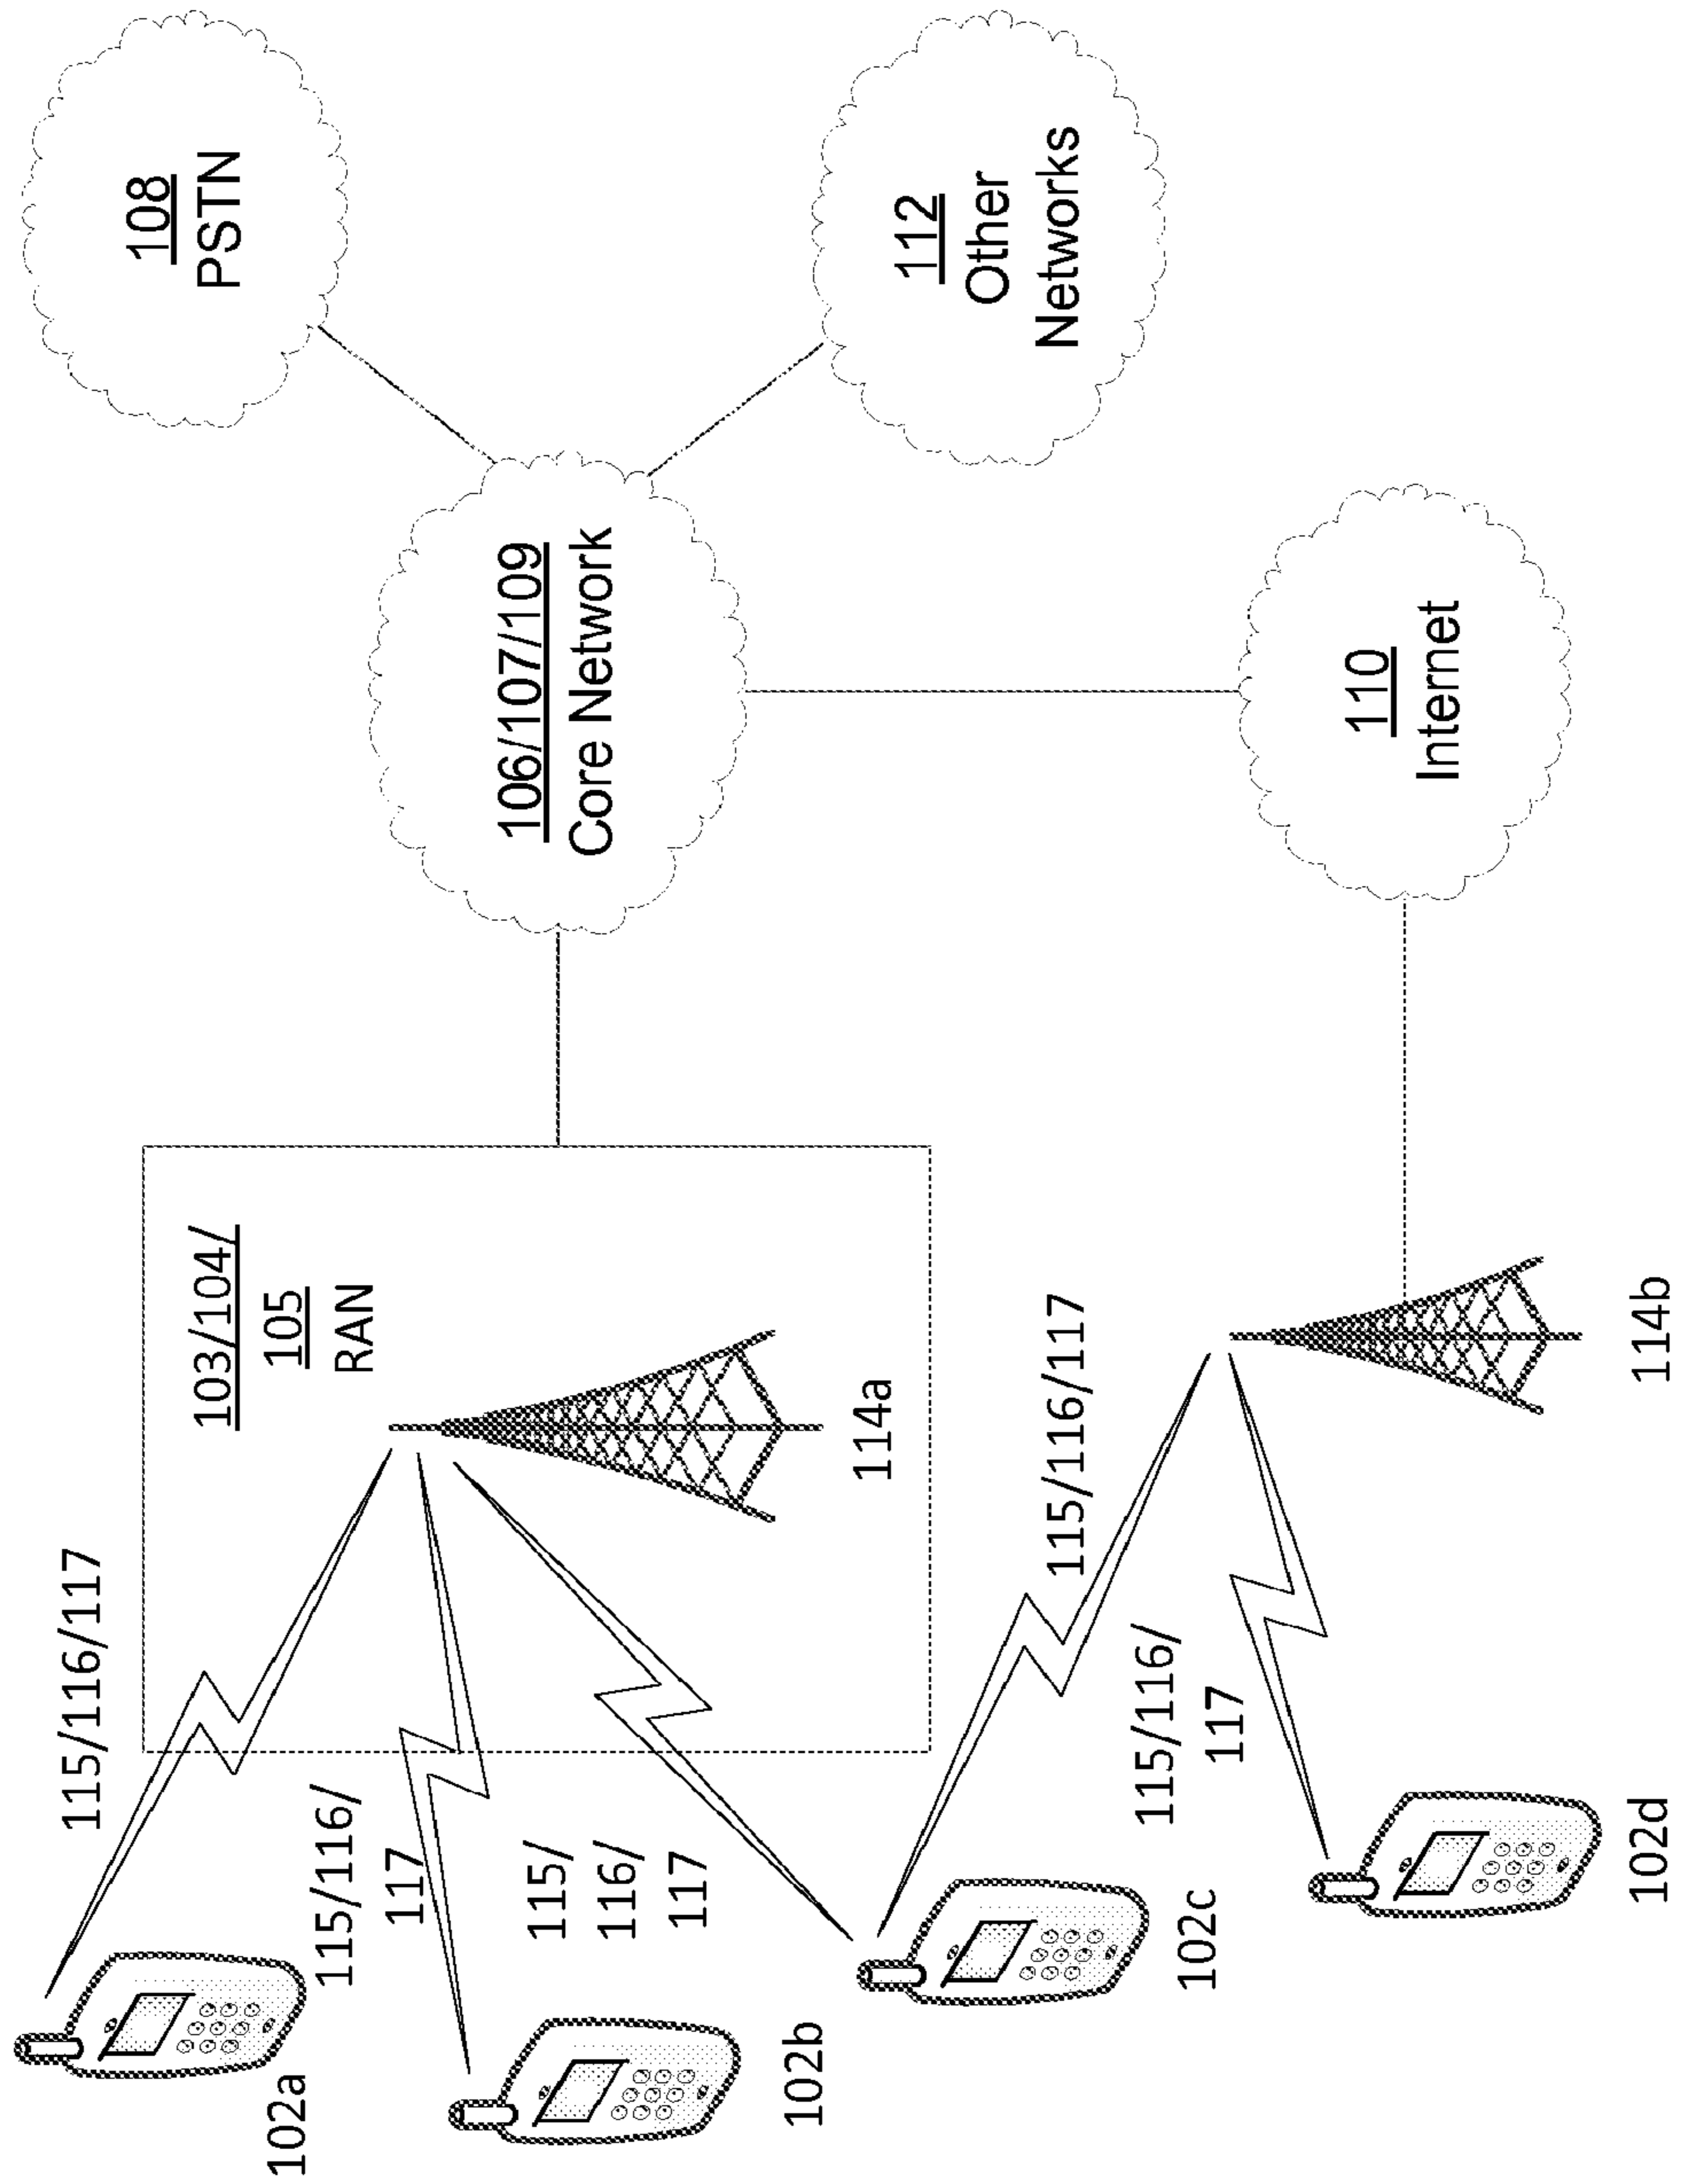 115/116/117
102a
115/116/
117
102b
115/
116/
117
102c
115/116/117
115/116/
117
102d
103/104/
105
RAN
114a
114b
106/107/109
Core Network
108
PSTN
112
Other
Networks
110
Internet